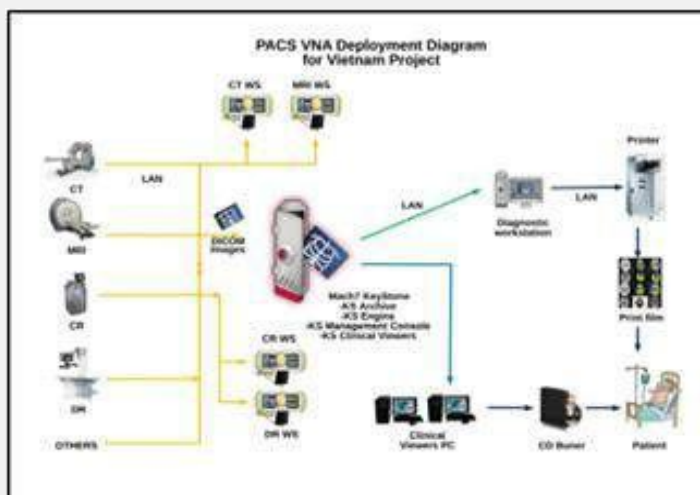 PACS VNA Deployment Diagram
for Vietnam Project
CT WS
MRI WS
Printer
CT
LAN
LAN
LAN
Diagnostic
workstation
MRI
DICOM
Images
Mach7 KeyStone
-KS Archive
-KS Engine
-KS Management Console
-KS Clinical Viewers
CR
Print film
CR WS
DR
DR WS
OTHERS
Clinical
Viewers PC
CD Buner
Patient